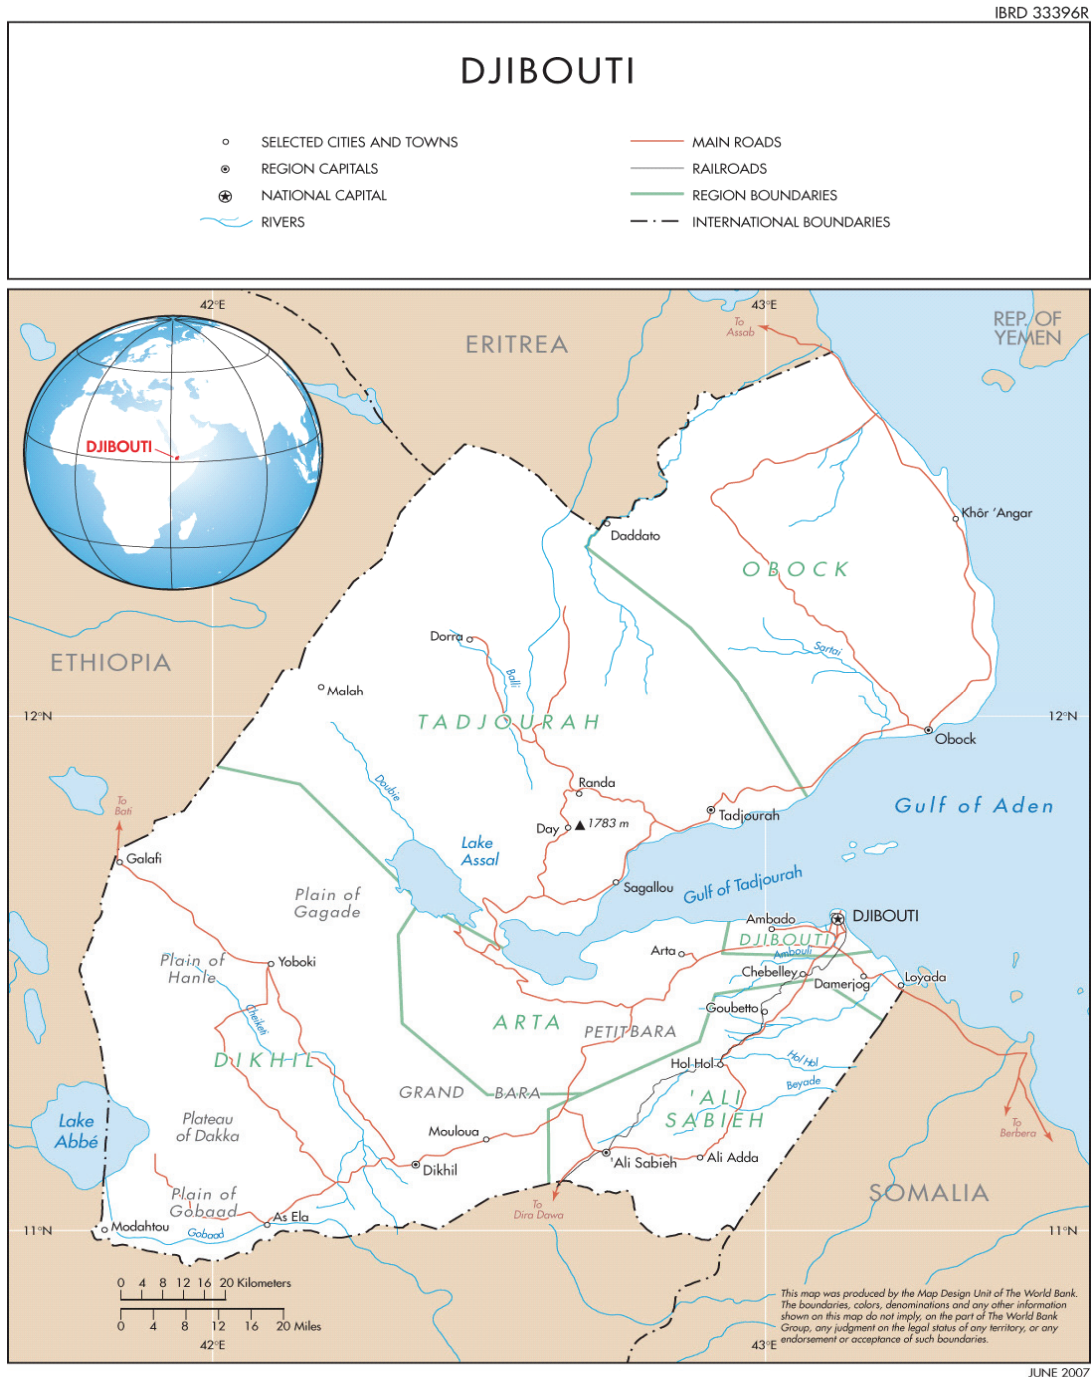 IBRD 33396R
DJIBOUTI
SELECTED CITIES AND TOWNS
REGION CAPITALS
NATIONAL CAPITAL
RIVERS
MAIN ROADS
RAILROADS
REGION BOUNDARIES
INTERNATIONAL BOUNDARIES
42°E
43°E
To
Assab
REP. OF
YEMEN
ERITREA
DJIBOUTI
Khôr ‘Angar
Daddato
OBOCK
Dorra
Sartai
ETHIOPIA
Balli
Malah
12°N
TADJOURAH
12°N
Obock
Doubie
Randa
To
Bati
Gulf of Aden
Tadjourah
Day
1783 m
Lake
Assal
Galafi
Sagallou
Gulf of Tadjourah
Plain of
Gagade
Ambado
DJIBOUTI
DJIBOUTI
Arta
Ambouli
Plain of
Hanle
Yoboki
Chebelley
Damerjog
Loyada
Cheiketi
Goubetto
ARTA
PETIT BARA
DIKHIL
Hol Hol
Hol Hol
Beyade
GRAND BARA
'ALI
SABIEH
Lake
Abbé
Plateau
of Dakka
Mouloua
To
Berbera
Dikhil
'Ali Sabieh
Ali Adda
Plain of
Gobaad
SOMALIA
To
Dira Dawa
As Ela
Modahtou
Gobaad
11°N
11°N
0 4 8 12 16 20 Kilometers
0 4 8 12 16 20 Miles
This map was produced by the Map Design Unit of The World Bank.
The boundaries, colors, denominations and any other information
shown on this map do not imply, on the part of The World Bank
Group, any judgment on the legal status of any territory, or any
endorsement or acceptance of such boundaries.
42°E
43°E
JUNE 2007